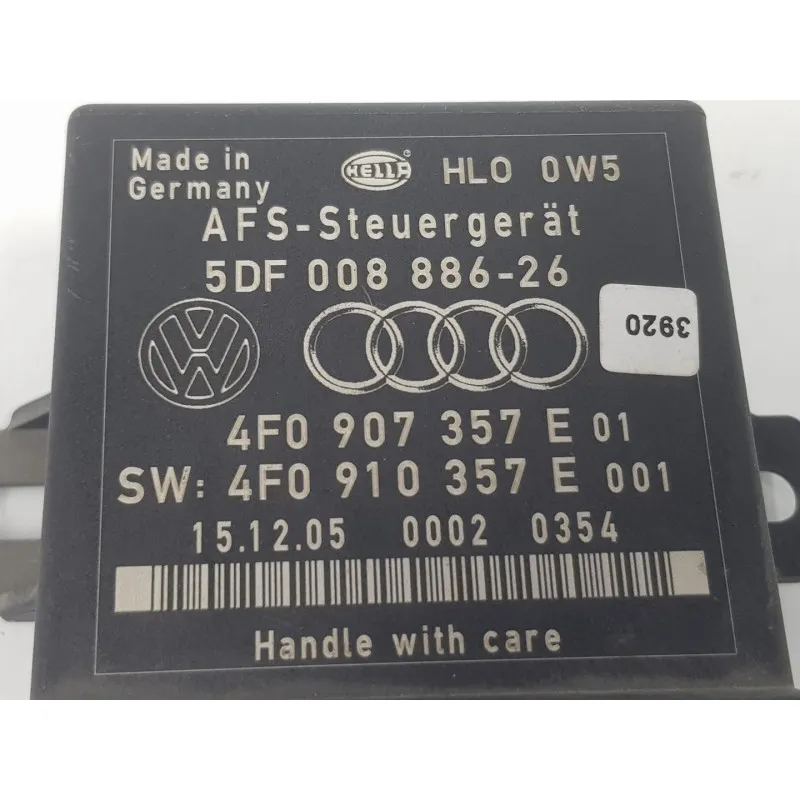 Made in
Germany
HELLA ® HLO 0W5
AFS-Steuergerät
5DF 008 886-26
3920
4F0 907 357 E 01
SW: 4F0 910 357 E 001
15.12.05 0002 0354
Handle with care